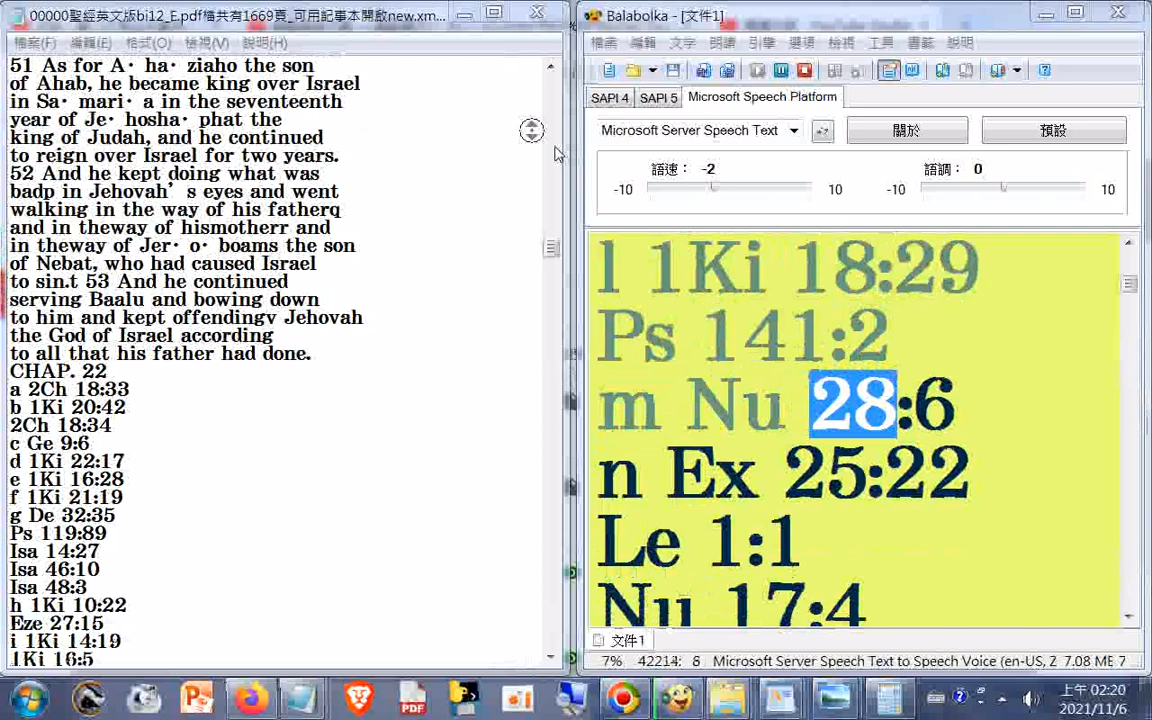 00000聖經英文版bi12_E.pdf檔共有1669頁_可用記事本開啟new.xm...
檔案(F) 編輯(E) 格式(O) 檢視(V) 說明(H)
51 As for A· ha· ziaho the son
of Ahab, he became king over Israel
in Sa· mari· a in the seventeenth
year of Je· hosha· phat the
king of Judah, and he continued
to reign over Israel for two years.
52 And he kept doing what was
badp in Jehovah’s eyes and went
walking in the way of his fatherq
and in theway of hismotherr and
in theway of Jer· o· boams the son
of Nebat, who had caused Israel
to sin.t 53 And he continued
serving Baalu and bowing down
to him and kept offendingv Jehovah
the God of Israel according
to all that his father had done.
CHAP. 22
a 2Ch 18:33
b 1Ki 20:42
2Ch 18:34
c Ge 9:6
d 1Ki 22:17
e 1Ki 16:28
f 1Ki 21:19
g De 32:35
Ps 119:89
Isa 14:27
Isa 46:10
Isa 48:3
h 1Ki 10:22
Eze 27:15
i 1Ki 14:19
1Ki 16:5
Balabolka - [文件1]
檔案 編輯 文字 朗讀 引擎 選項 檢視 工具 書籤 說明
SAPI 4 SAPI 5 Microsoft Speech Platform
Microsoft Server Speech Text 關於 預設
語速： -2 語調： 0
-10 10 -10 10
l 1Ki 18:29
Ps 141:2
m Nu 28:6
n Ex 25:22
Le 1:1
Nu 17:4
文件1
7% 42214: 8 Microsoft Server Speech Text to Speech Voice (en-US, Z 7.08 ME 7
PDF
上午 02:20
2021/11/6